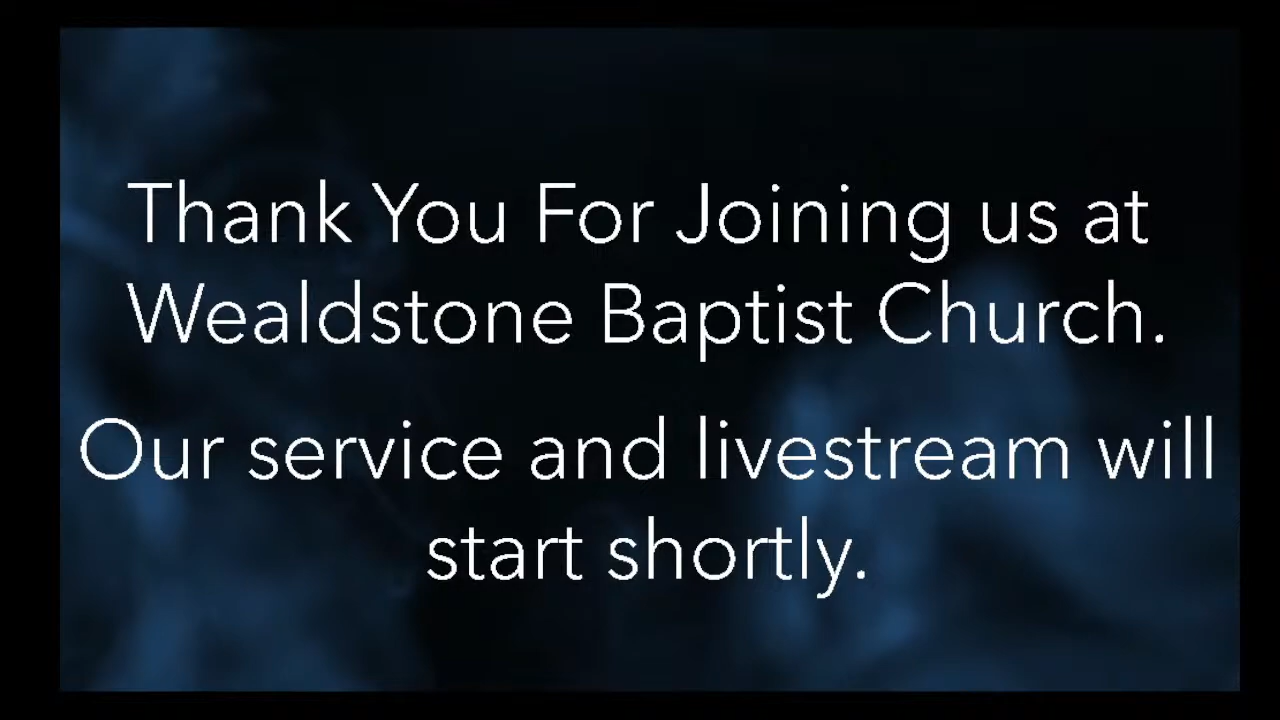 Thank You For Joining us at
Wealdstone Baptist Church.
Our service and livestream will
start shortly.